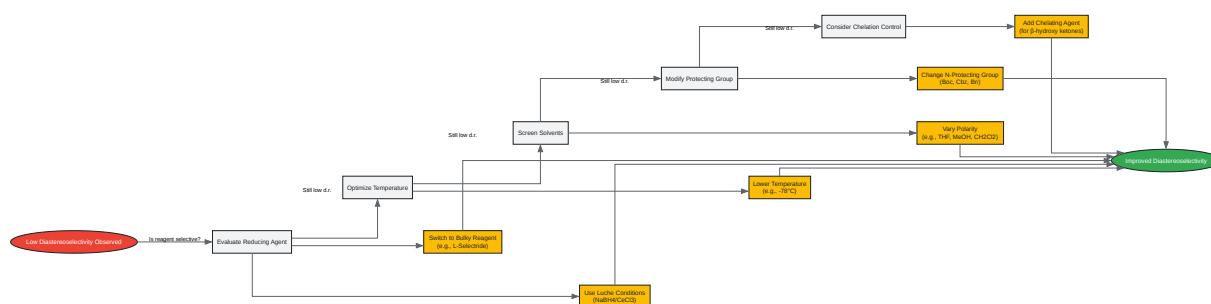 Still low d.r.
Consider Chelation Control
Add Chelating Agent
(for β-hydroxy ketones)
Still low d.r.
Modify Protecting Group
Change N-Protecting Group
(Boc, Cbz, Bn)
Still low d.r.
Screen Solvents
Vary Polarity
(e.g., THF, MeOH, CH2Cl2)
Improved Diastereoselectivity
Still low d.r.
Optimize Temperature
Lower Temperature
(e.g., -78°C)
Low Diastereoselectivity Observed
Is reagent selective?
Evaluate Reducing Agent
Switch to Bulky Reagent
(e.g., L-Selectride)
Use Luche Conditions
(NaBH4/CeCl3)